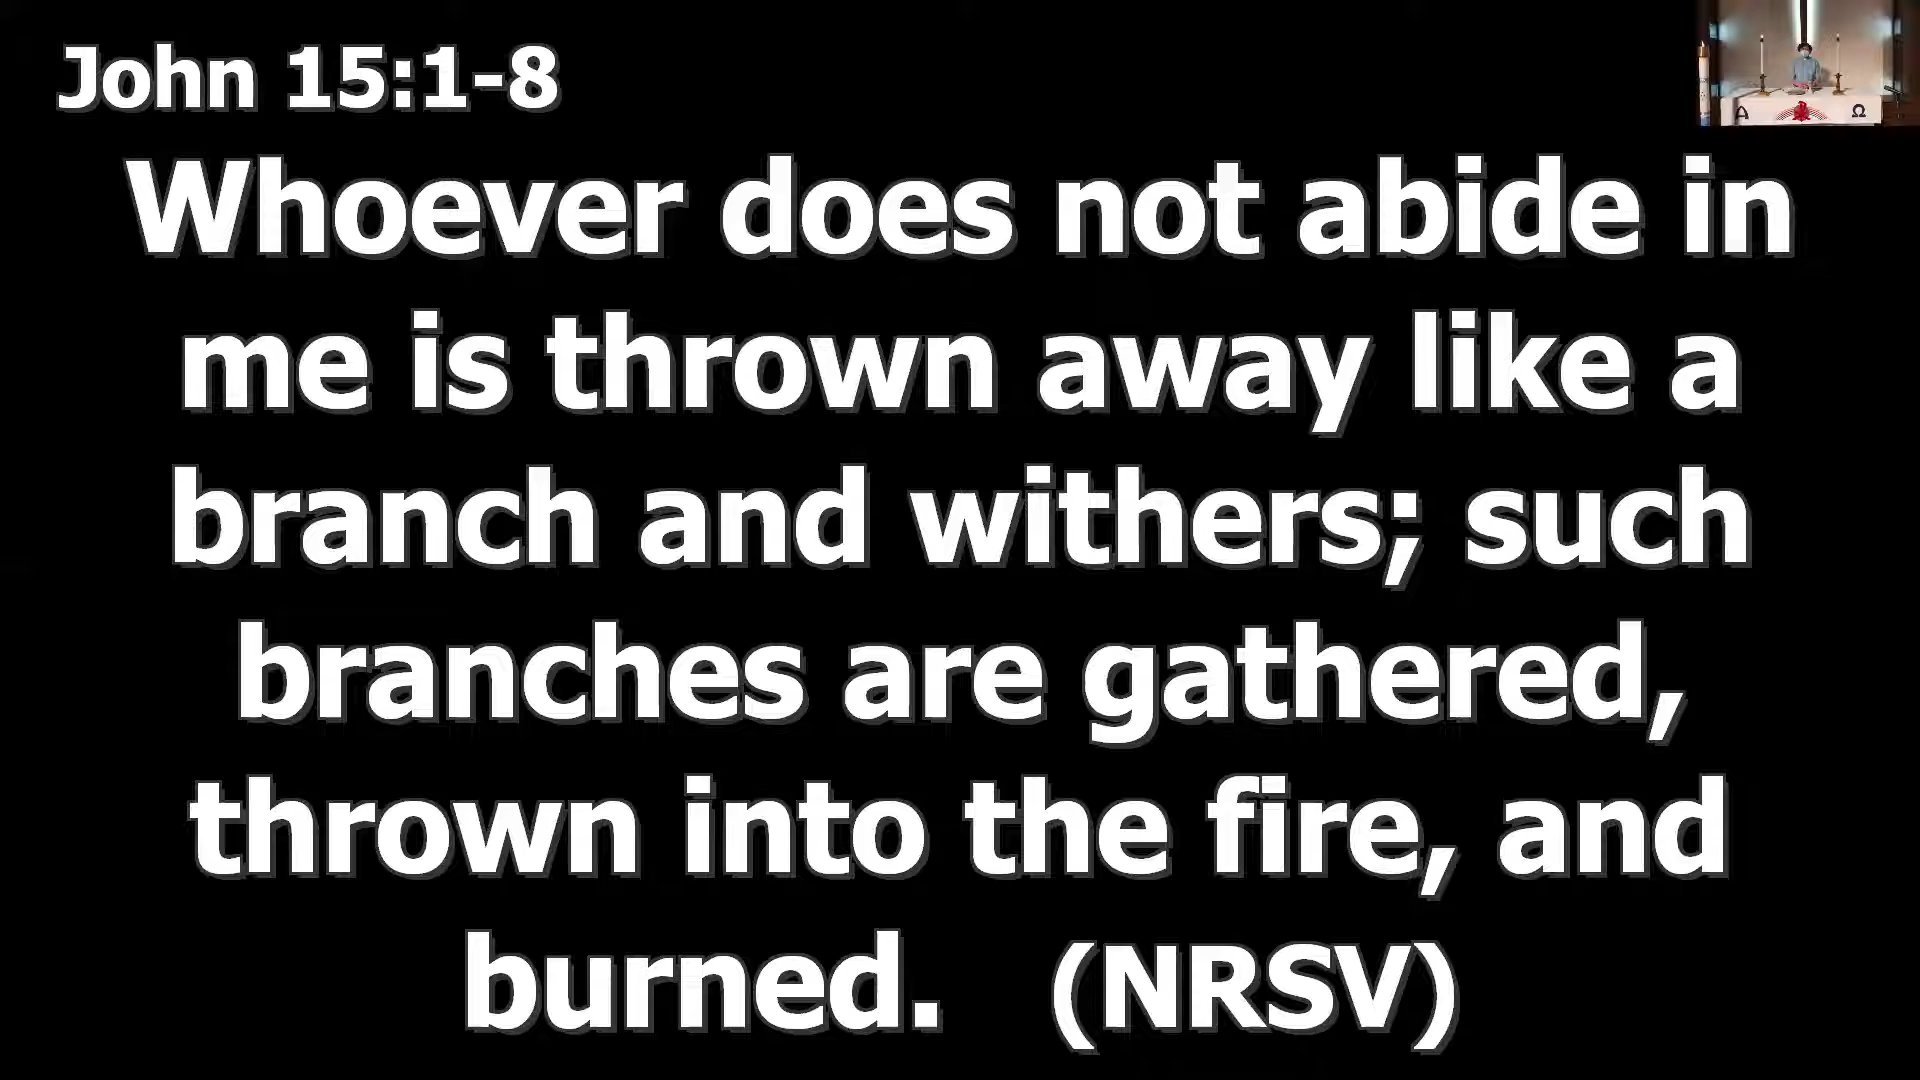 John 15:1-8
Whoever does not abide in
me is thrown away like a
branch and withers; such
branches are gathered,
thrown into the fire, and
burned. (NRSV)
Α Ω